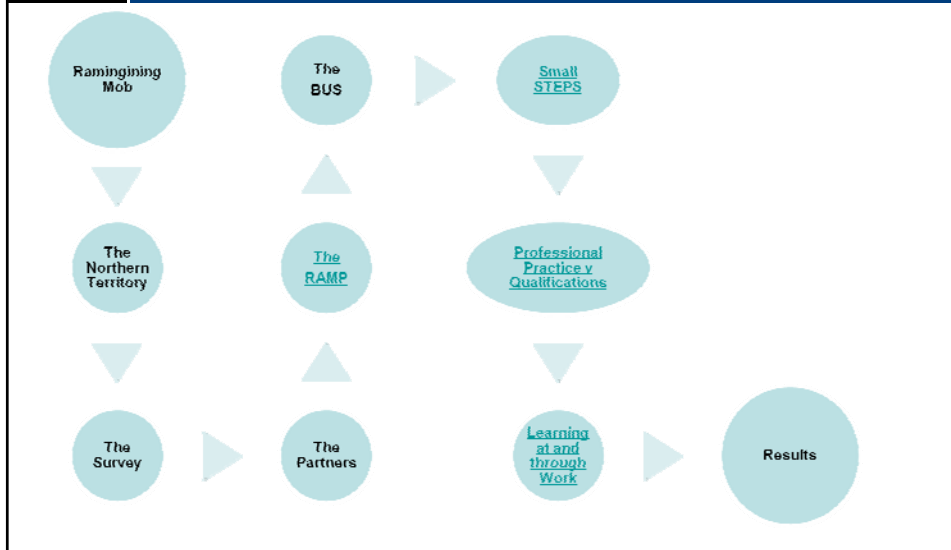 Ramingining
Mob
The
Northern
Territory
The
Survey
The
Partners
The
RAMP
The
BUS
Small
STEPS
Professional
Practice v
Qualifications
Learning
at and
through
Work
Results